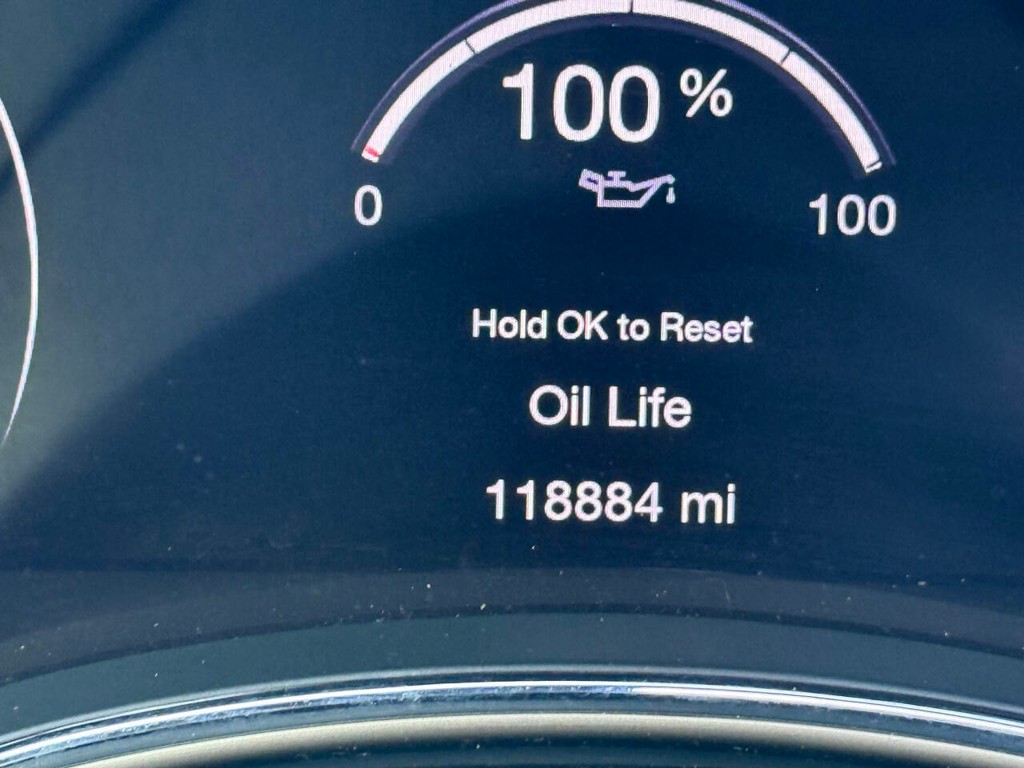 100 %
0 100
Hold OK to Reset
Oil Life
118884 mi